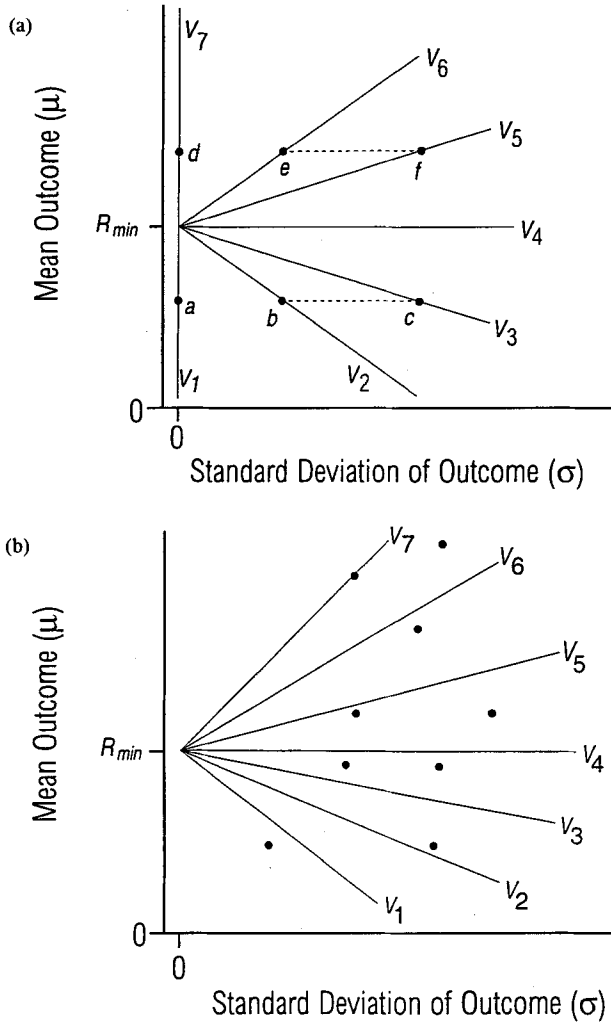 (a)
V7
V6
d
e
f
V5
Mean Outcome (μ)
Rmin
V4
a
b
c
V3
V1
V2
0
0
Standard Deviation of Outcome (σ)
(b)
V7
V6
V5
Mean Outcome (μ)
Rmin
V4
V3
V2
V1
0
0
Standard Deviation of Outcome (σ)